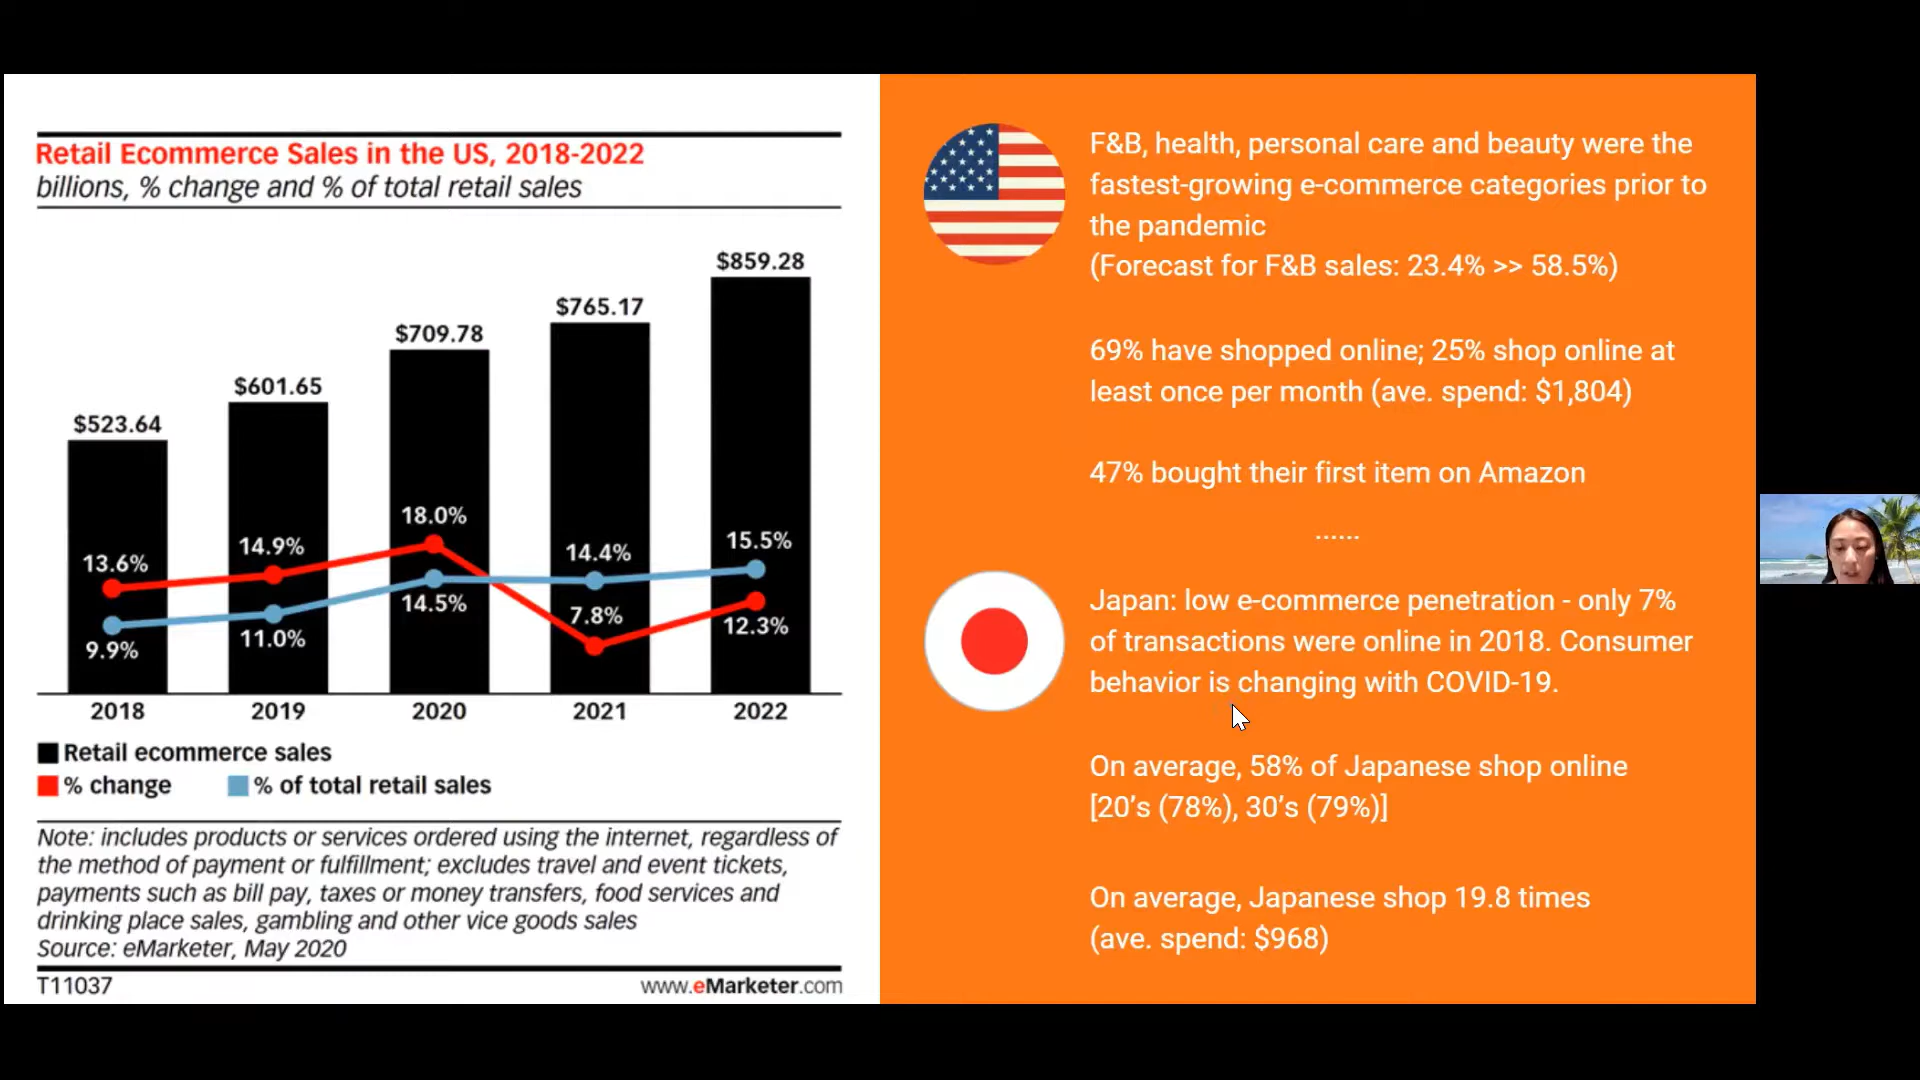 Retail Ecommerce Sales in the US, 2018-2022
billions, % change and % of total retail sales
$859.28
$765.17
$709.78
$601.65
$523.64
18.0%
15.5%
14.9%
14.4%
13.6%
14.5%
7.8%
12.3%
11.0%
9.9%
2018 2019 2020 2021 2022
Retail ecommerce sales
% change % of total retail sales
Note: includes products or services ordered using the internet, regardless of
the method of payment or fulfillment; excludes travel and event tickets,
payments such as bill pay, taxes or money transfers, food services and
drinking place sales, gambling and other vice goods sales
Source: eMarketer, May 2020
T11037 www.eMarketer.com
F&B, health, personal care and beauty were the
fastest-growing e-commerce categories prior to
the pandemic
(Forecast for F&B sales: 23.4% >> 58.5%)
69% have shopped online; 25% shop online at
least once per month (ave. spend: $1,804)
47% bought their first item on Amazon
......
Japan: low e-commerce penetration - only 7%
of transactions were online in 2018. Consumer
behavior is changing with COVID-19.
On average, 58% of Japanese shop online
[20’s (78%), 30’s (79%)]
On average, Japanese shop 19.8 times
(ave. spend: $968)